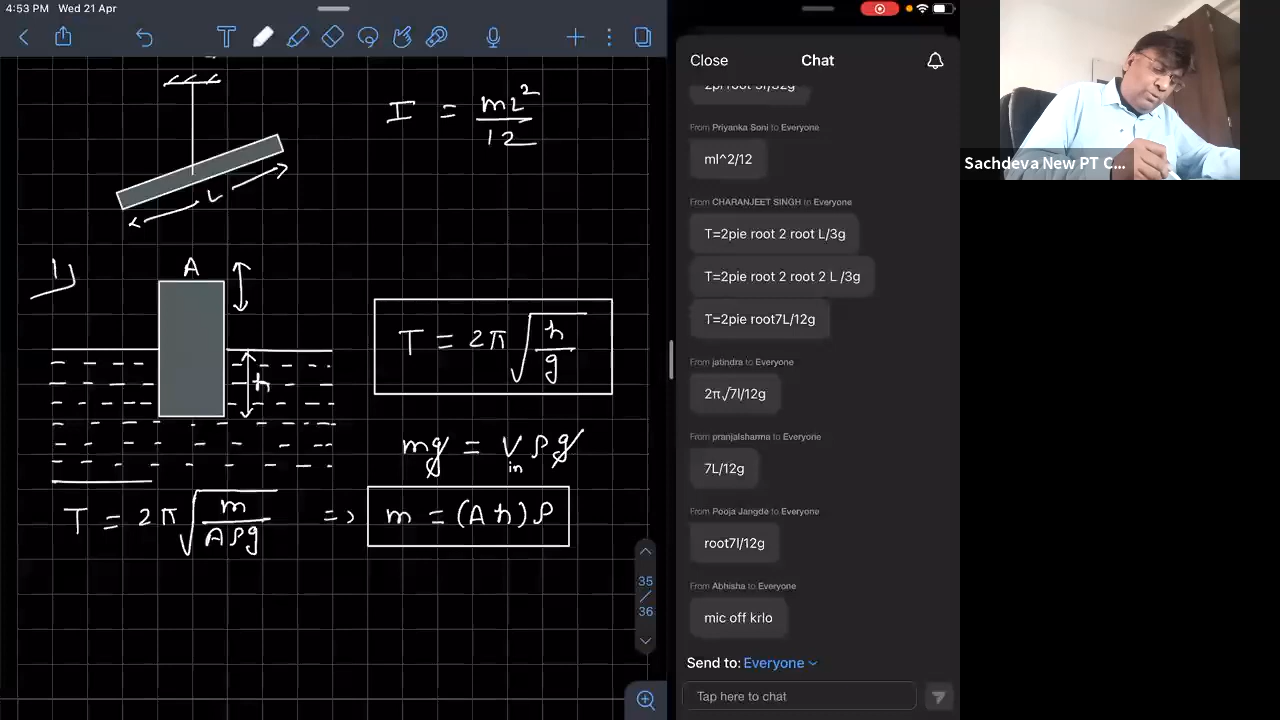 4:53 PM Wed 21 Apr
I = mL²/12
L
1)
A
h
T = 2π√(h/g)
mg = V_in ρg
T = 2π√(m/Aρg) => m = (Ah)ρ
35
36
Close
Chat
From Priyanka Soni to Everyone
ml^2/12
From CHARANJEET SINGH to Everyone
T=2pie root 2 root L/3g
T=2pie root 2 root 2 L /3g
T=2pie root7L/12g
From jatindra to Everyone
2π√7l/12g
From pranjalsharma to Everyone
7L/12g
From Pooja Jangde to Everyone
root7l/12g
From Abhisha to Everyone
mic off krlo
Send to: Everyone
Tap here to chat
Sachdeva New PT C...